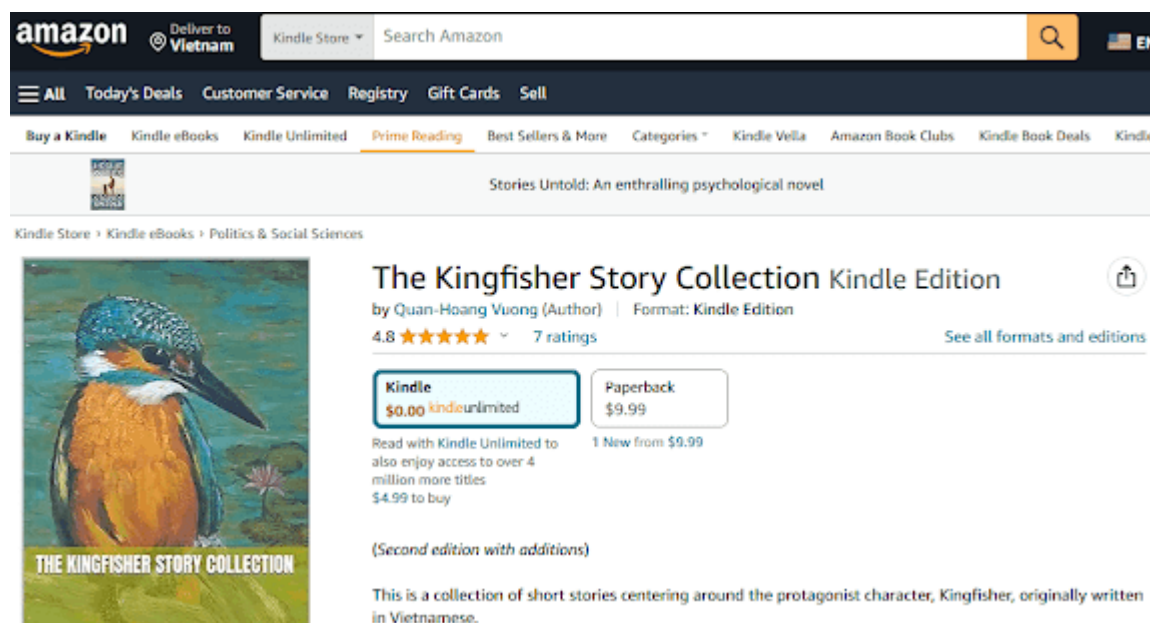 amazon
Deliver to
Vietnam
Kindle Store
Search Amazon
EN
All Today's Deals Customer Service Registry Gift Cards Sell
Buy a Kindle Kindle eBooks Kindle Unlimited Prime Reading Best Sellers & More Categories Kindle Vella Amazon Book Clubs Kindle Book Deals Kindle
Stories Untold: An enthralling psychological novel
Kindle Store › Kindle eBooks › Politics & Social Sciences
The Kingfisher Story Collection Kindle Edition
by Quan-Hoang Vuong (Author) | Format: Kindle Edition
4.8 7 ratings
See all formats and editions
Kindle
$0.00 kindleunlimited
Paperback
$9.99
Read with Kindle Unlimited to
also enjoy access to over 4
million more titles
$4.99 to buy
1 New from $9.99
THE KINGFISHER STORY COLLECTION
(Second edition with additions)
This is a collection of short stories centering around the protagonist character, Kingfisher, originally written
in Vietnamese.